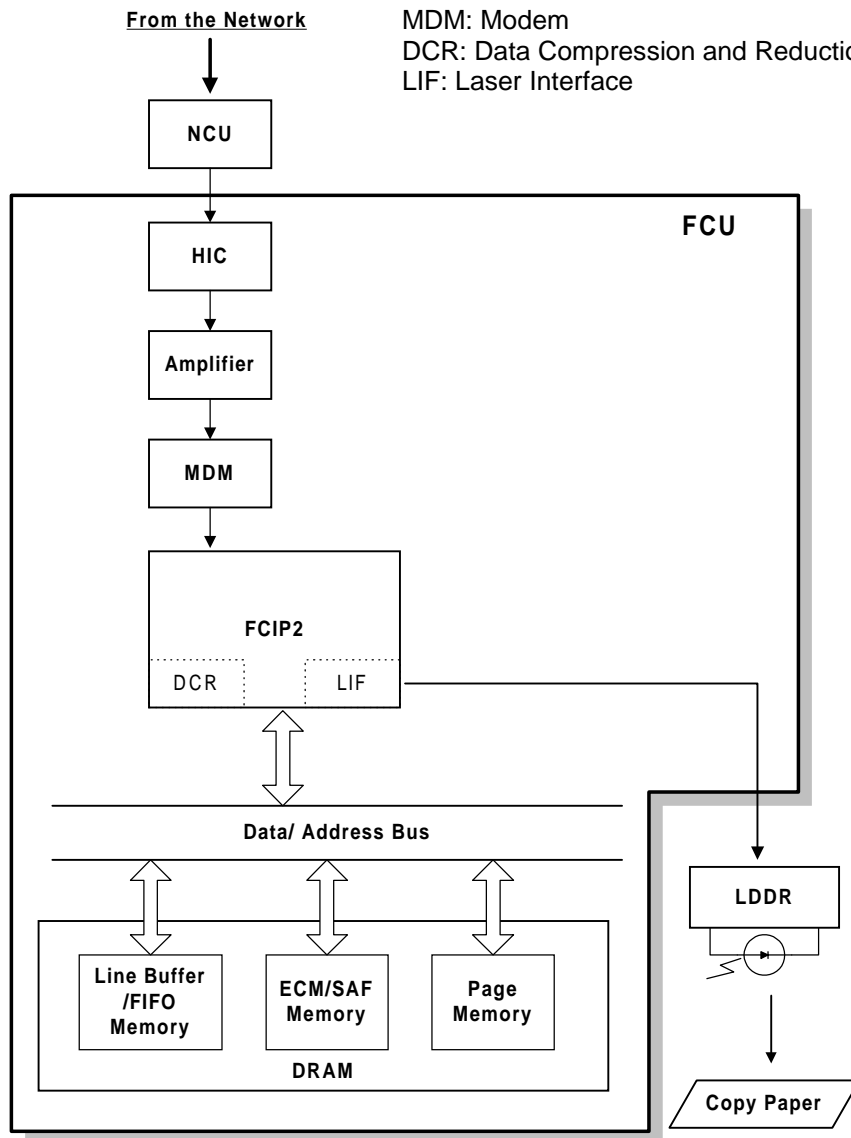 From the Network
MDM: Modem
DCR: Data Compression and Reductio
LIF: Laser Interface
NCU
FCU
HIC
Amplifier
MDM
FCIP2
DCR
LIF
Data/ Address Bus
LDDR
Line Buffer
/FIFO
Memory
ECM/SAF
Memory
Page
Memory
DRAM
Copy Paper